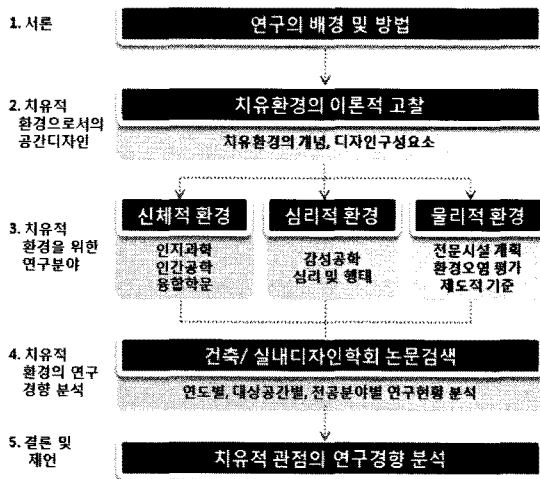 1. 서론
연구의 배경 및 방법
2. 치유적
환경으로서의
공간디자인
치유환경의 이론적 고찰
치유환경의 개념, 디자인구성요소
3. 치유적
환경을 위한
연구분야
신체적 환경
인지과학
인간공학
융합학문
심리적 환경
감성공학
심리 및 행태
물리적 환경
전문시설 계획
환경오염 평가
제도적 기준
4. 치유적
환경의 연구
경향 분석
건축/ 실내디자인학회 논문검색
연도별, 대상공간별, 전공분야별 연구현황 분석
5. 결론 및
제언
치유적 관점의 연구경향 분석